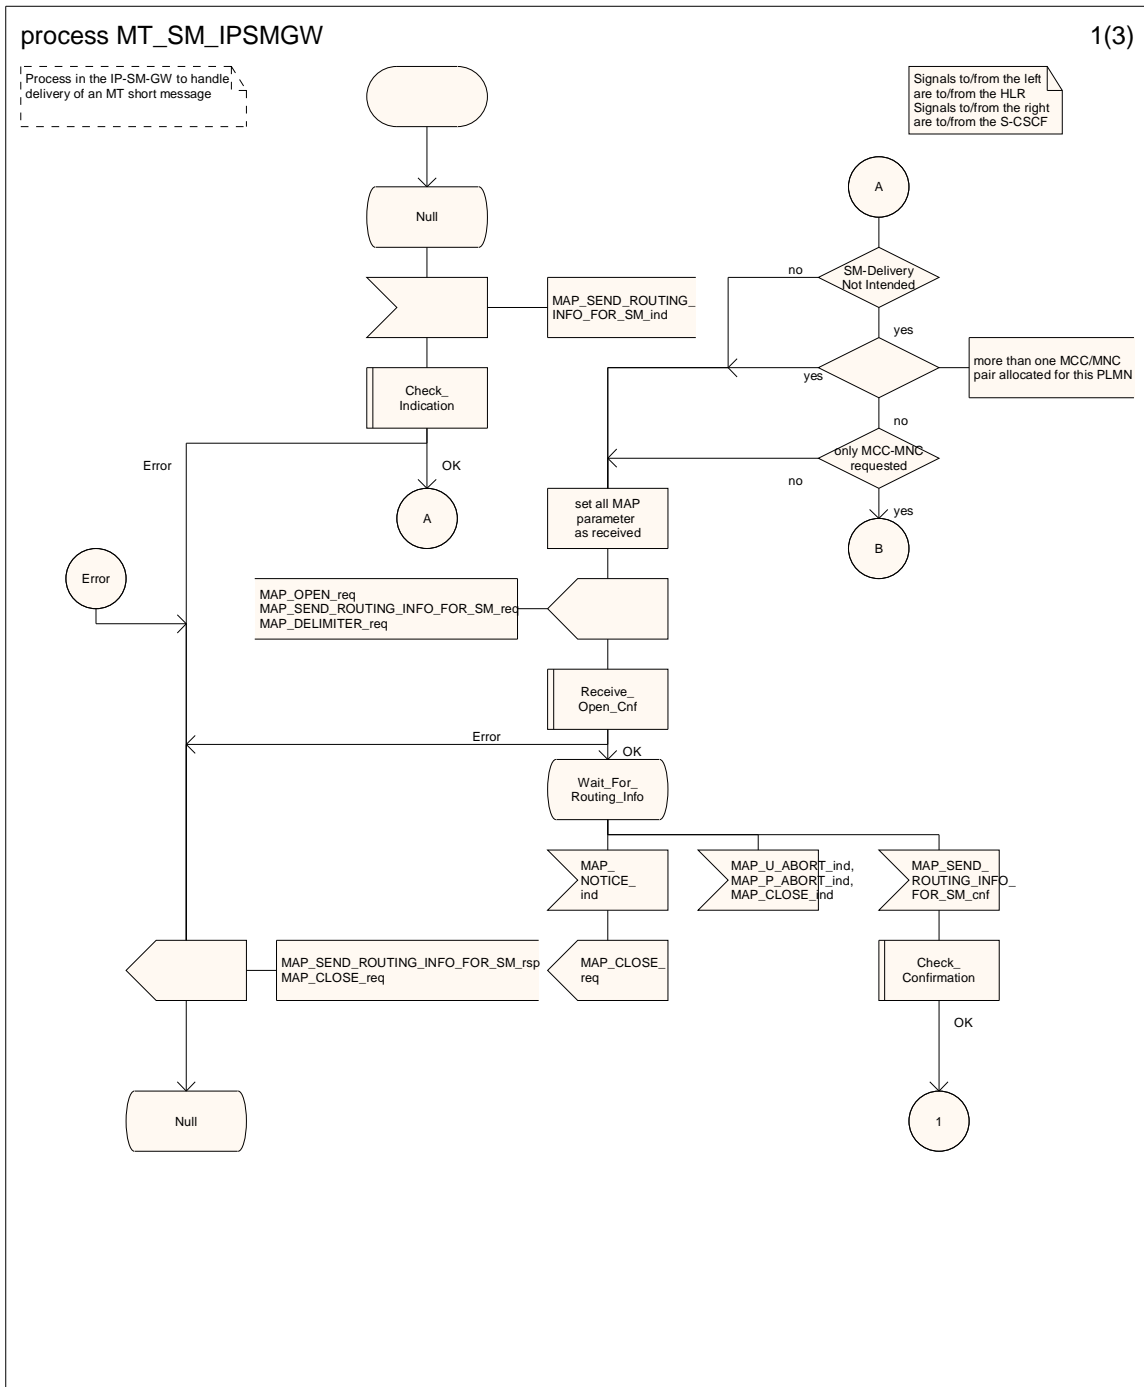 process MT_SM_IPSMGW
1(3)
Process in the IP-SM-GW to handle
delivery of an MT short message
Signals to/from the left
are to/from the HLR
Signals to/from the right
are to/from the S-CSCF
A
Null
SM-Delivery
Not Intended
no
yes
MAP_SEND_ROUTING_
INFO_FOR_SM_ind
more than one MCC/MNC
pair allocated for this PLMN
yes
no
Check_
Indication
Error
OK
only MCC-MNC
requested
no
yes
A
set all MAP
parameter
as received
B
Error
MAP_OPEN_req
MAP_SEND_ROUTING_INFO_FOR_SM_req
MAP_DELIMITER_req
Receive_
Open_Cnf
Error
OK
Wait_For_
Routing_Info
MAP_
NOTICE_
ind
MAP_U_ABORT_ind,
MAP_P_ABORT_ind,
MAP_CLOSE_ind
MAP_SEND_
ROUTING_INFO_
FOR_SM_cnf
MAP_SEND_ROUTING_INFO_FOR_SM_rsp
MAP_CLOSE_req
MAP_CLOSE_
req
Check_
Confirmation
OK
Null
1